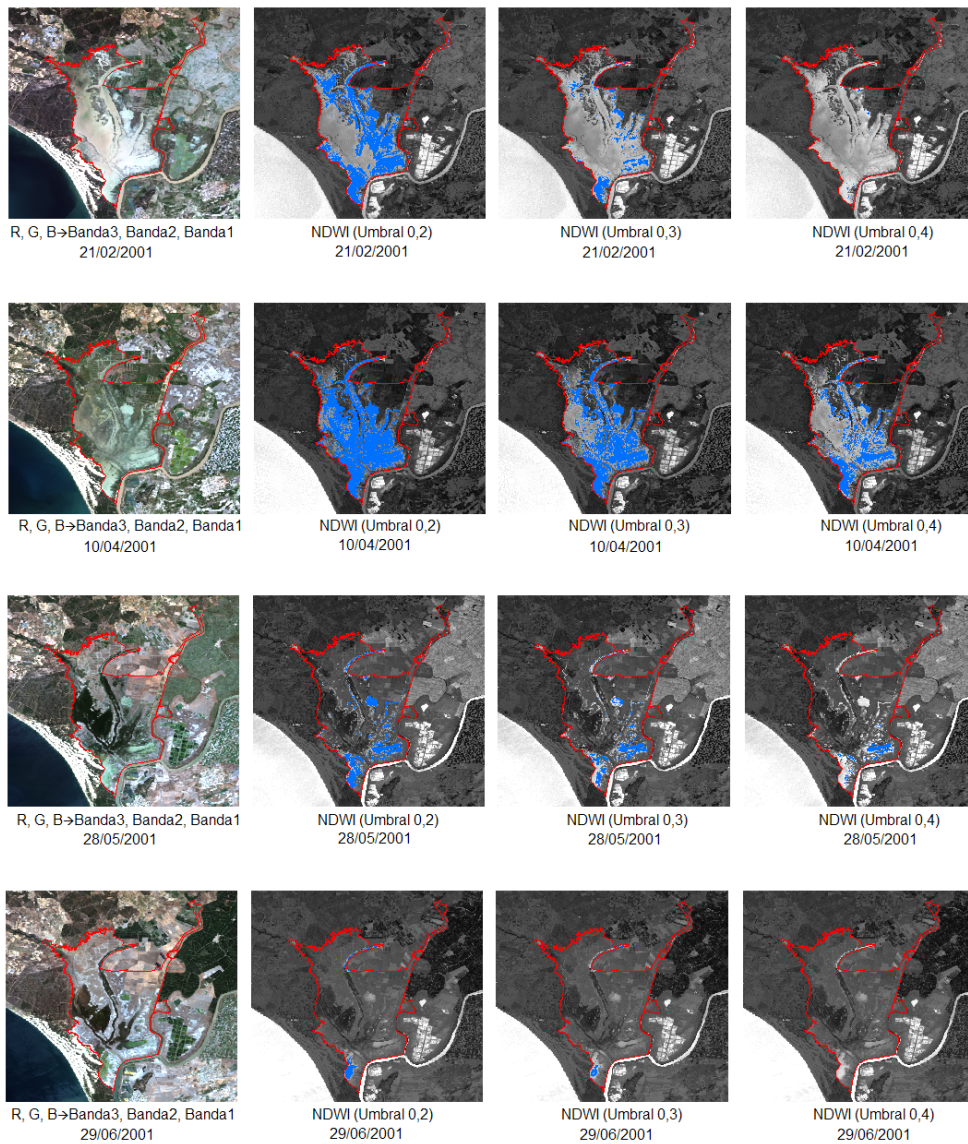 R, G, B→Banda3, Banda2, Banda1
21/02/2001
NDWI (Umbral 0,2)
21/02/2001
NDWI (Umbral 0,3)
21/02/2001
NDWI (Umbral 0,4)
21/02/2001
R, G, B→Banda3, Banda2, Banda1
10/04/2001
NDWI (Umbral 0,2)
10/04/2001
NDWI (Umbral 0,3)
10/04/2001
NDWI (Umbral 0,4)
10/04/2001
R, G, B→Banda3, Banda2, Banda1
28/05/2001
NDWI (Umbral 0,2)
28/05/2001
NDWI (Umbral 0,3)
28/05/2001
NDWI (Umbral 0,4)
28/05/2001
R, G, B→Banda3, Banda2, Banda1
29/06/2001
NDWI (Umbral 0,2)
29/06/2001
NDWI (Umbral 0,3)
29/06/2001
NDWI (Umbral 0,4)
29/06/2001